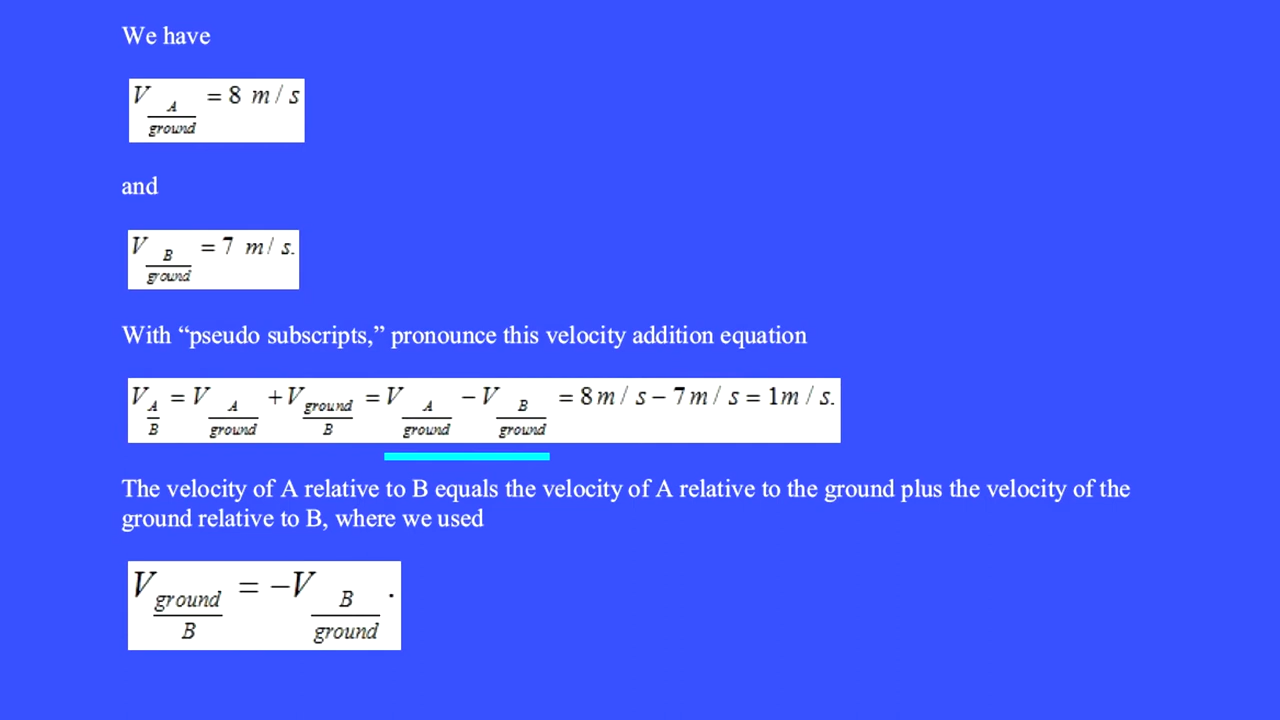 We have
V A/ground = 8 m / s
and
V B/ground = 7 m / s.
With “pseudo subscripts,” pronounce this velocity addition equation
V A/B = V A/ground + V ground/B = V A/ground − V B/ground = 8 m / s − 7 m / s = 1 m / s.
The velocity of A relative to B equals the velocity of A relative to the ground plus the velocity of the
ground relative to B, where we used
V ground/B = −V B/ground .